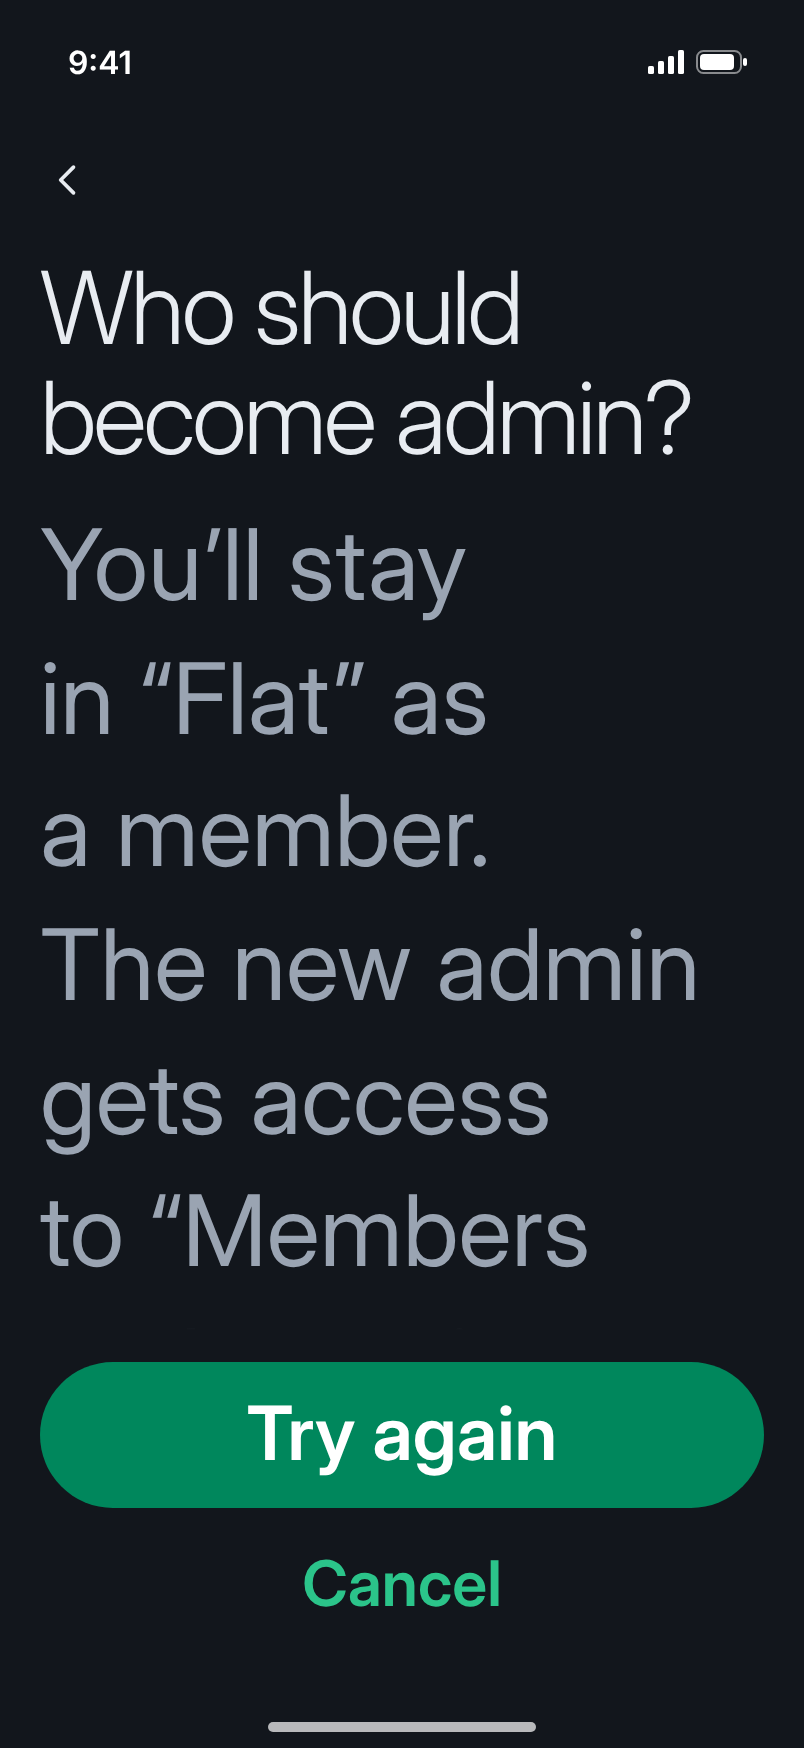 9:41
Who should
become admin?
You’ll stay
in “Flat” as
a member.
The new admin
gets access
to “Members
Try again
Cancel